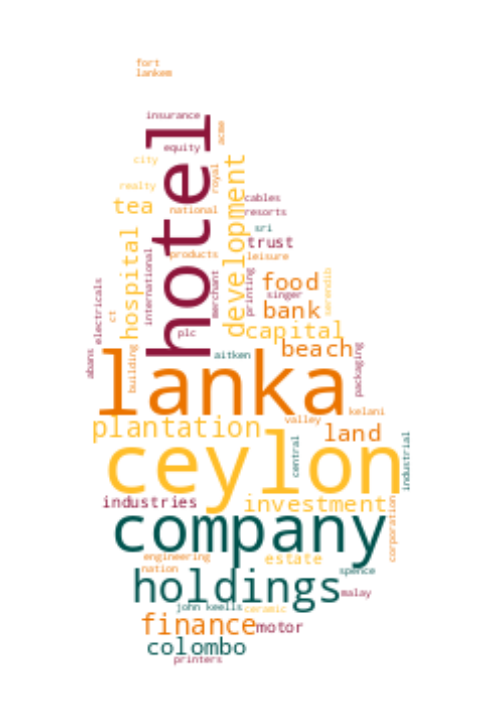 fort
lankem
insurance
acme
hotel
equity
city
development
royal
realty
cables
tea
national
resorts
sri
hospital
trust
international
products
leisure
merchant
printing
food
serendib
electricals
singer
bank
ct
capital
plc
beach
building
aitken
abans
packaging
lanka
kelani
plantation
valley
land
central
industrial
ceylon
industries
investment
corporation
company
engineering
estate
nation
spence
holdings
malay
john keells
ceramic
finance
motor
colombo
printers